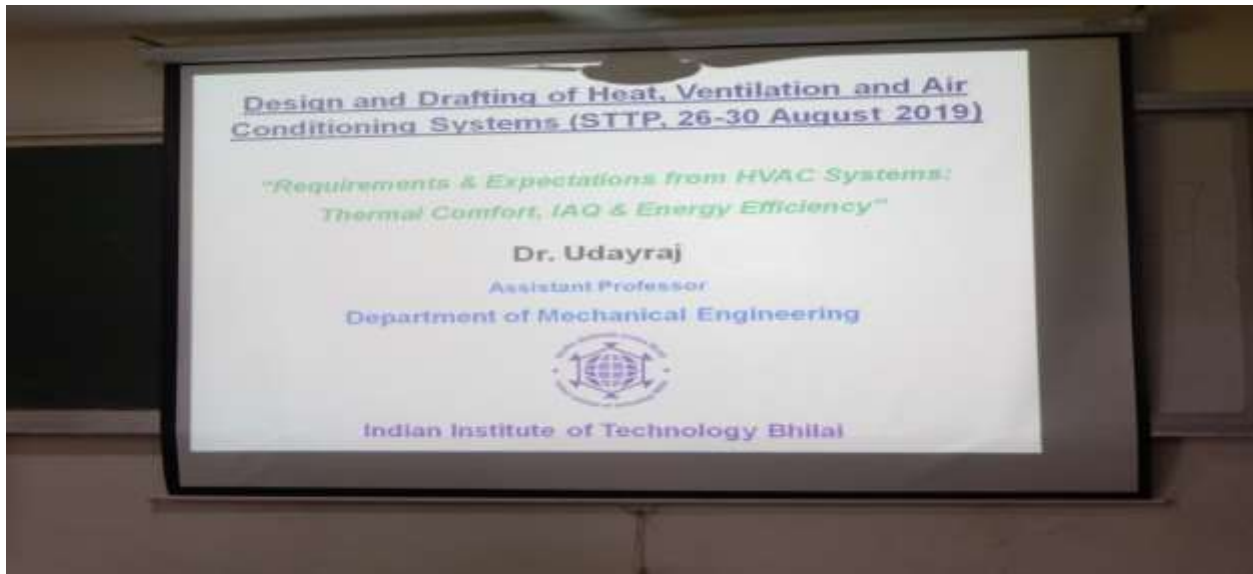 Design and Drafting of Heat, Ventilation and Air
Conditioning Systems (STTP, 26-30 August 2019)
"Requirements & Expectations from HVAC Systems:
Thermal Comfort, IAQ & Energy Efficiency"
Dr. Udayraj
Assistant Professor
Department of Mechanical Engineering
Indian Institute of Technology Bhilai